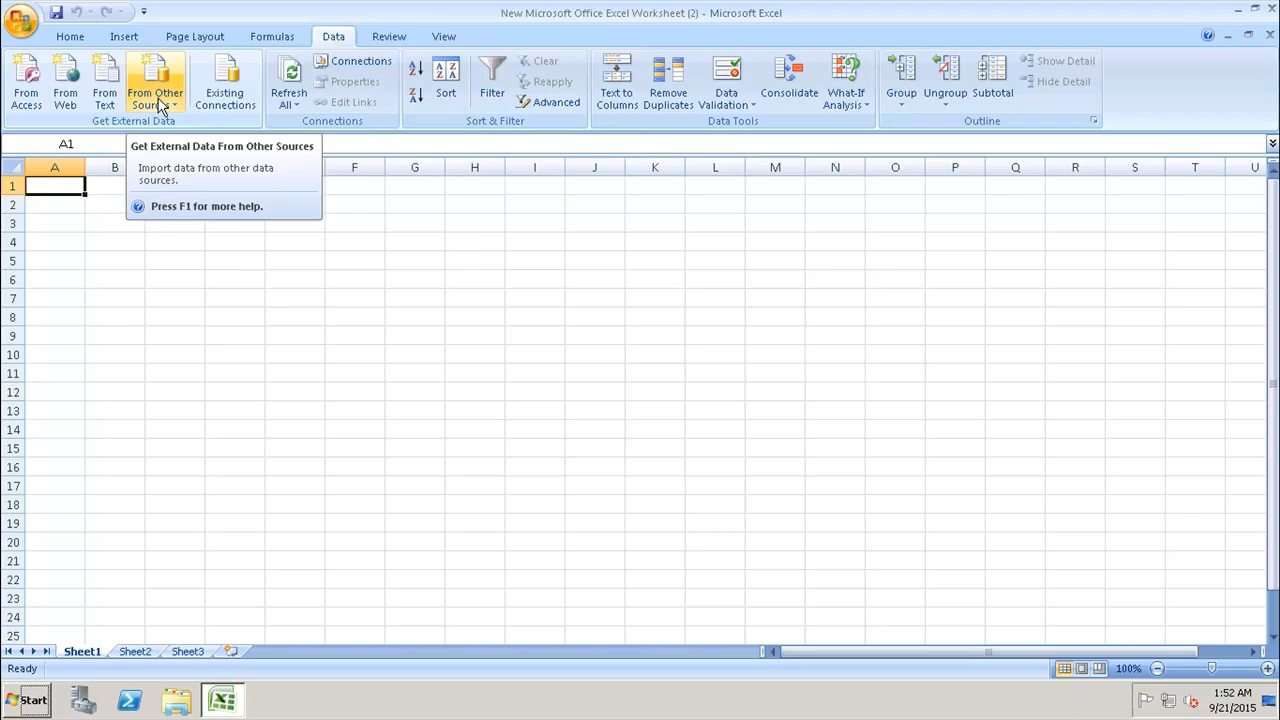 New Microsoft Office Excel Worksheet (2) - Microsoft Excel
Home Insert Page Layout Formulas Data Review View
From Access
From Web
From Text
From Other Sources
Existing Connections
Get External Data
Refresh All
Connections
Properties
Edit Links
Connections
Sort
Filter
Clear
Reapply
Advanced
Sort & Filter
Text to Columns
Remove Duplicates
Data Validation
Consolidate
What-If Analysis
Data Tools
Group
Ungroup
Subtotal
Show Detail
Hide Detail
Outline
A1
Get External Data From Other Sources
Import data from other data
sources.
Press F1 for more help.
A B F G H I J K L M N O P Q R S T U
1
2
3
4
5
6
7
8
9
10
11
12
13
14
15
16
17
18
19
20
21
22
23
24
25
Sheet1 Sheet2 Sheet3
Ready
100%
Start
1:52 AM
9/21/2015